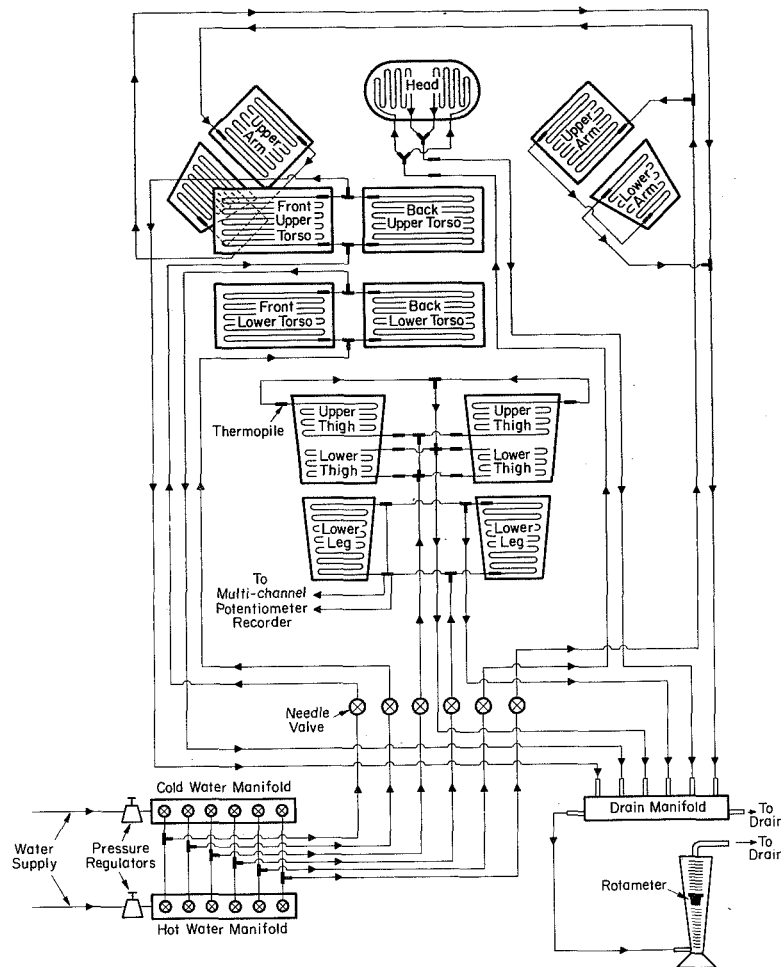 Head
Upper
Arm
Upper
Arm
Lower
Arm
Front
Upper
Torso
Back
Upper Torso
Front
Lower Torso
Back
Lower Torso
Thermopile
Upper
Thigh
Upper
Thigh
Lower
Thigh
Lower
Thigh
Lower
Leg
Lower
Leg
To
Multi-channel
Potentiometer
Recorder
Needle
Valve
Cold Water Manifold
Water
Supply
Pressure
Regulators
Hot Water Manifold
Drain Manifold
To
Drain
To
Drain
Rotameter